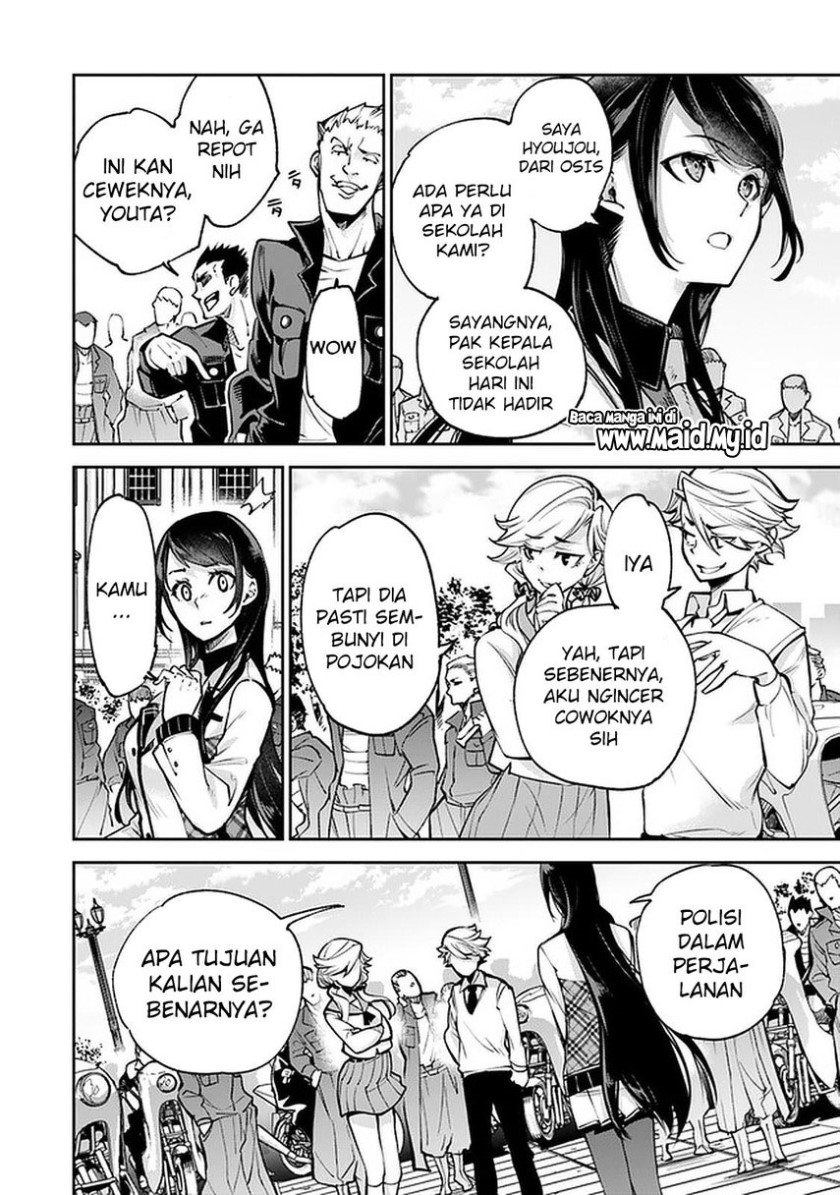 SAYA
HYOUJOU,
DARI OSIS
ADA PERLU
APA YA DI
SEKOLAH
KAMI?
SAYANGNYA,
PAK KEPALA
SEKOLAH
HARI INI
TIDAK HADIR
Baca Manga ini di
www.Maid.My.id
NAH, GA
REPOT
NIH
INI KAN
CEWEKNYA,
YOUTA?
WOW
IYA
YAH, TAPI
SEBENERNYA,
AKU NGINCER
COWOKNYA
SIH
TAPI DIA
PASTI SEM-
BUNYI DI
POJOKAN
KAMU
...
POLISI
DALAM
PERJA-
LANAN
APA TUJUAN
KALIAN SE-
BENARNYA?